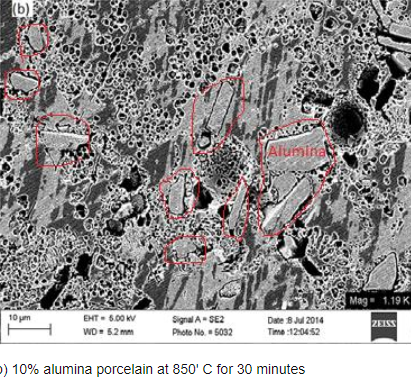 (b)
Alumina
Mag = 1.19 K
10 µm
EHT = 5.00 kV
Signal A = SE2
Date :8 Jul 2014
WD = 5.2 mm
Photo No. = 5032
Time :12:04:52
ZEISS
) 10% alumina porcelain at 850' C for 30 minutes